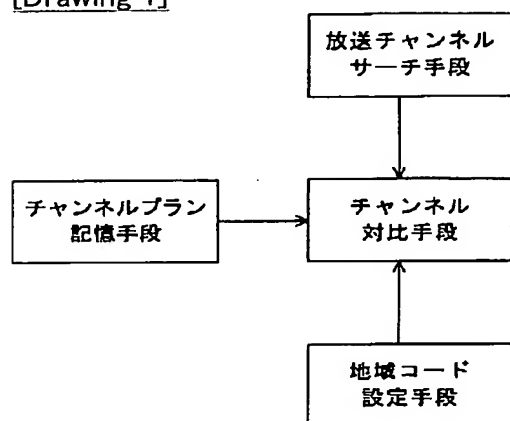 [Drawing 1]
放送チャンネル
サーチ手段
チャンネルプラン
記憶手段
チャンネル
対比手段
地域コード
設定手段